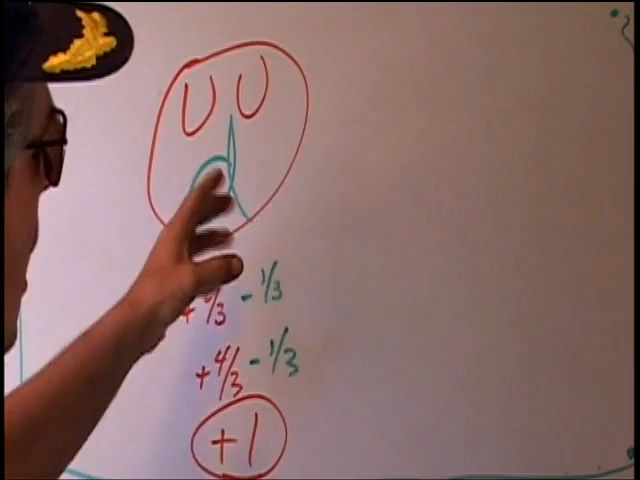 U U
d
- 1/3
+ 4/3 - 1/3
+1